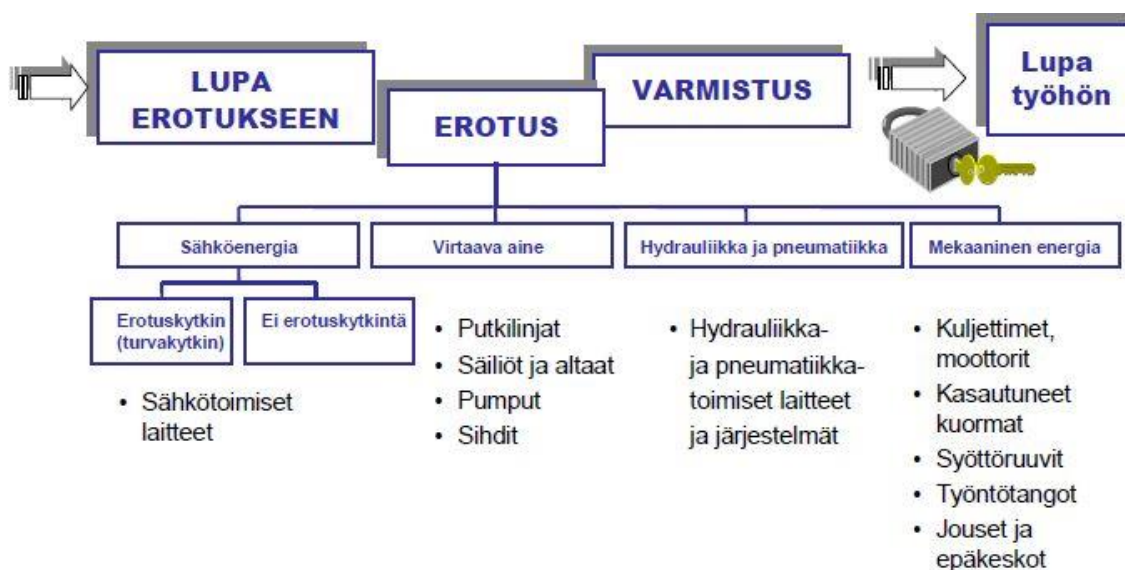 LUPA
EROTUKSEEN
EROTUS
VARMISTUS
Lupa
työhön
Sähköenergia
Virtaava aine
Hydrauliikka ja pneumatiikka
Mekaaninen energia
Erotuskytkin
(turvakytkin)
Ei erotuskytkintä
• Sähkötoimiset
laitteet
• Putkilinjat
• Säiliöt ja altaat
• Pumput
• Sihdit
• Hydrauliikka-
ja pneumatiikka-
toimiset laitteet
ja järjestelmät
• Kuljettimet,
moottorit
• Kasautuneet
kuormat
• Syöttöruuvit
• Työntötangot
• Jouset ja
epäkeskot